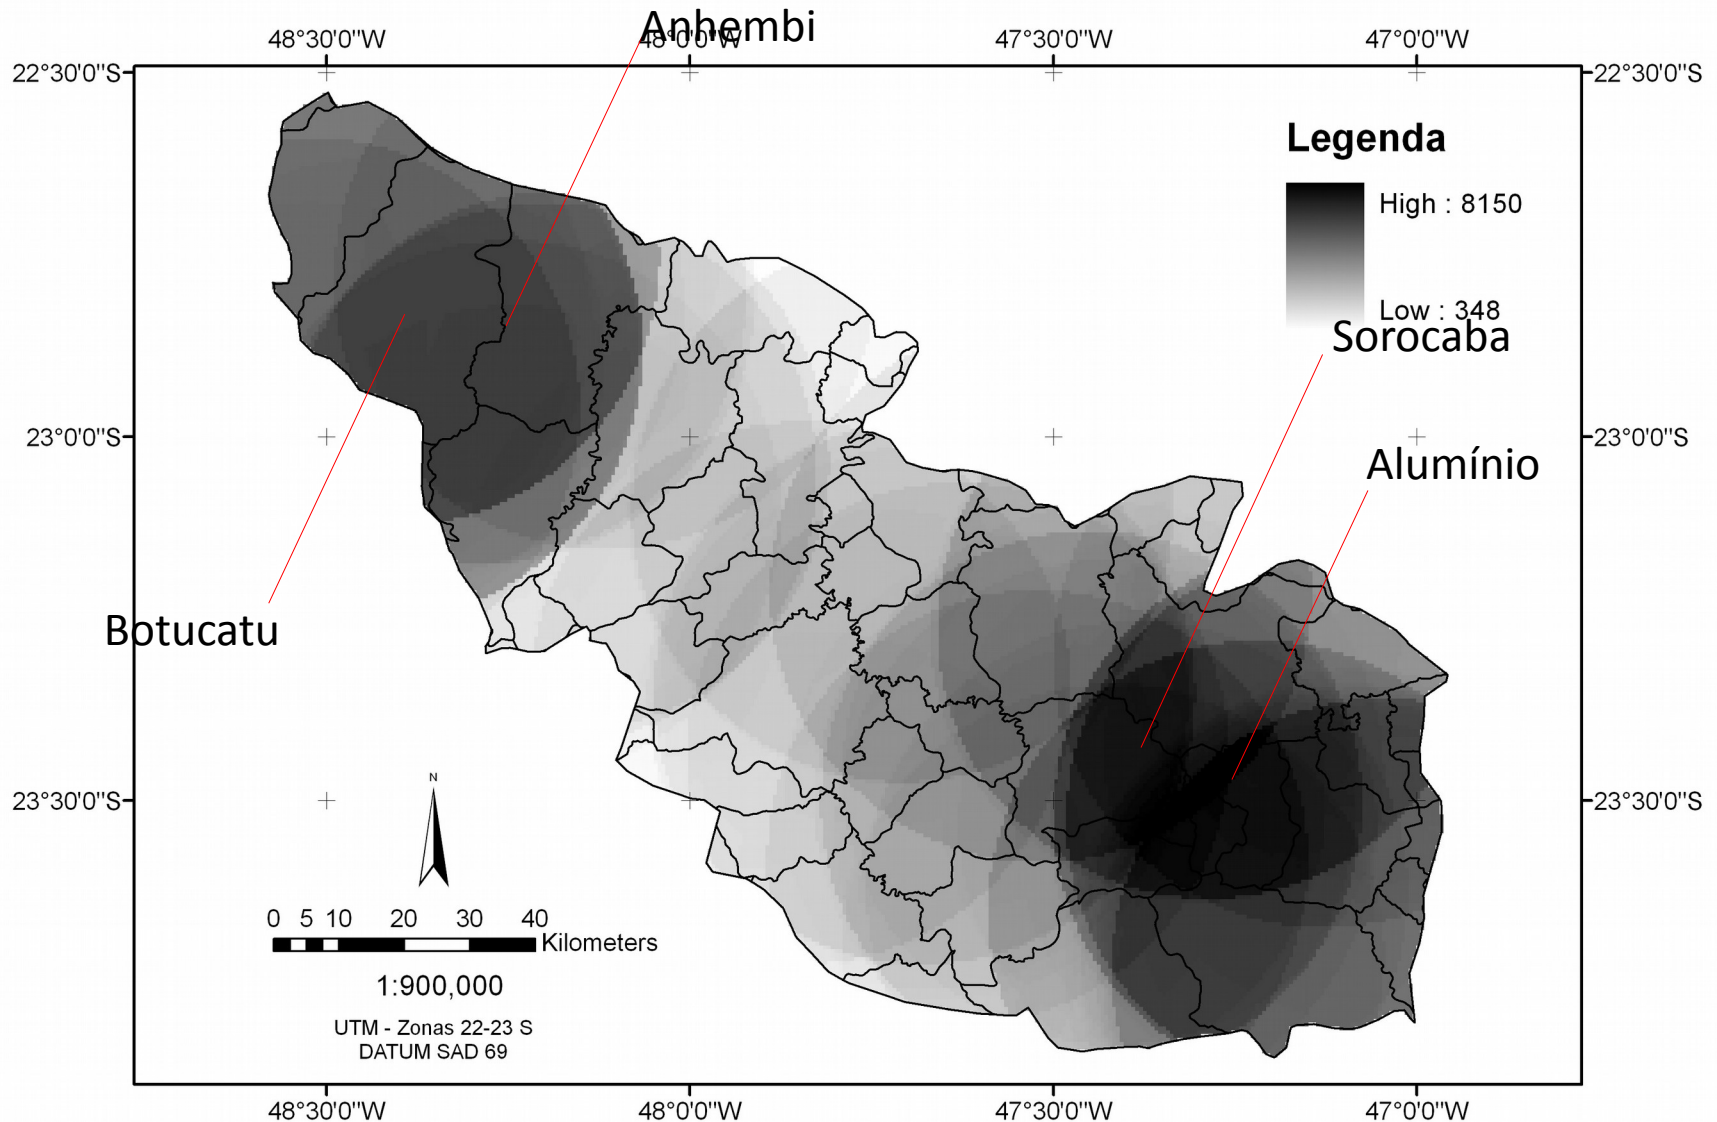 Anhembi
48°30'0"W 48°0'0"W 47°30'0"W 47°0'0"W
22°30'0"S 22°30'0"S
Legenda
High : 8150
Low : 348
Sorocaba
23°0'0"S 23°0'0"S
Alumínio
Botucatu
N
23°30'0"S 23°30'0"S
0 5 10 20 30 40
Kilometers
1:900,000
UTM - Zonas 22-23 S
DATUM SAD 69
48°30'0"W 48°0'0"W 47°30'0"W 47°0'0"W